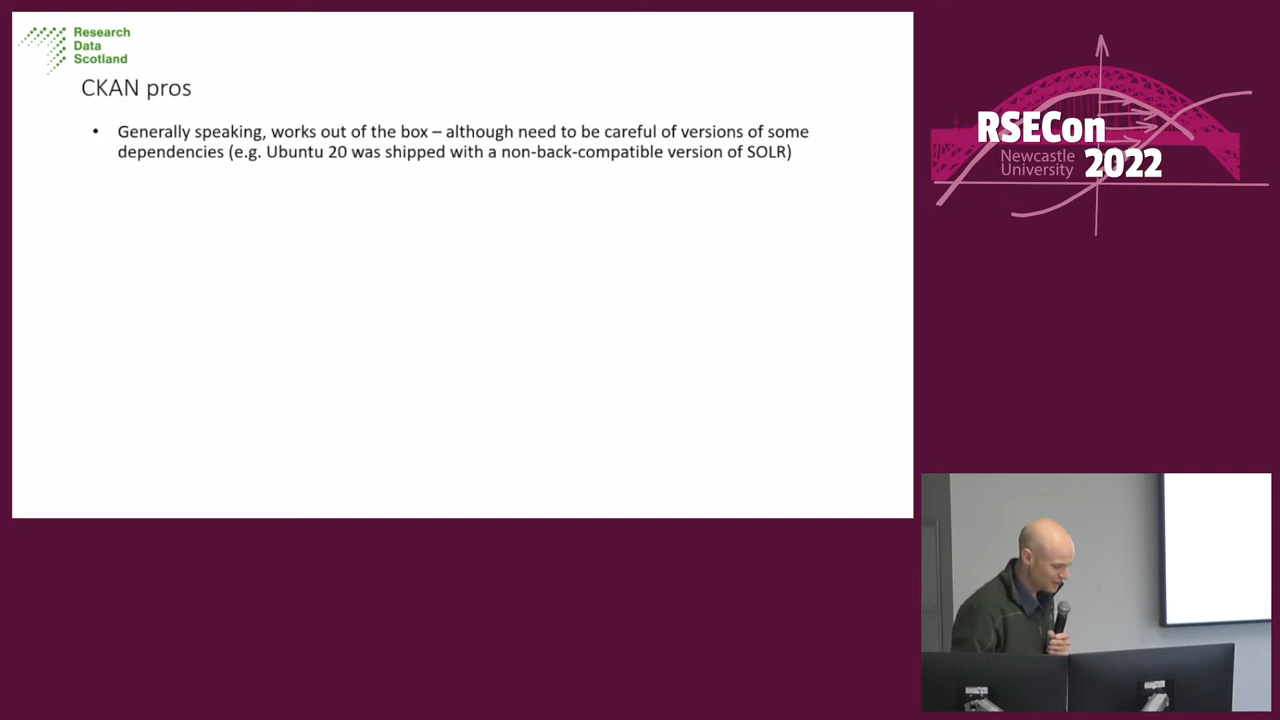 Research
Data
Scotland
CKAN pros
• Generally speaking, works out of the box – although need to be careful of versions of some
dependencies (e.g. Ubuntu 20 was shipped with a non-back-compatible version of SOLR)
RSECon
Newcastle
University
2022